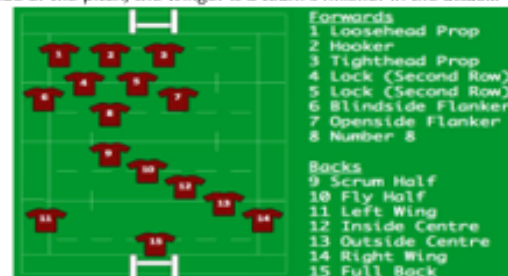 Forwards
1 Loosehead Prop
2 Hooker
3 Tighthead Prop
4 Lock (Second Row)
5 Lock (Second Row)
6 Blindside Flanker
7 Openside Flanker
8 Number 8
Backs
9 Scrum Half
10 Fly Half
11 Left Wing
12 Inside Centre
13 Outside Centre
14 Right Wing
15 Full Back
1 2 3
4 5
6 7
8
9
10
12
13
11 14
15